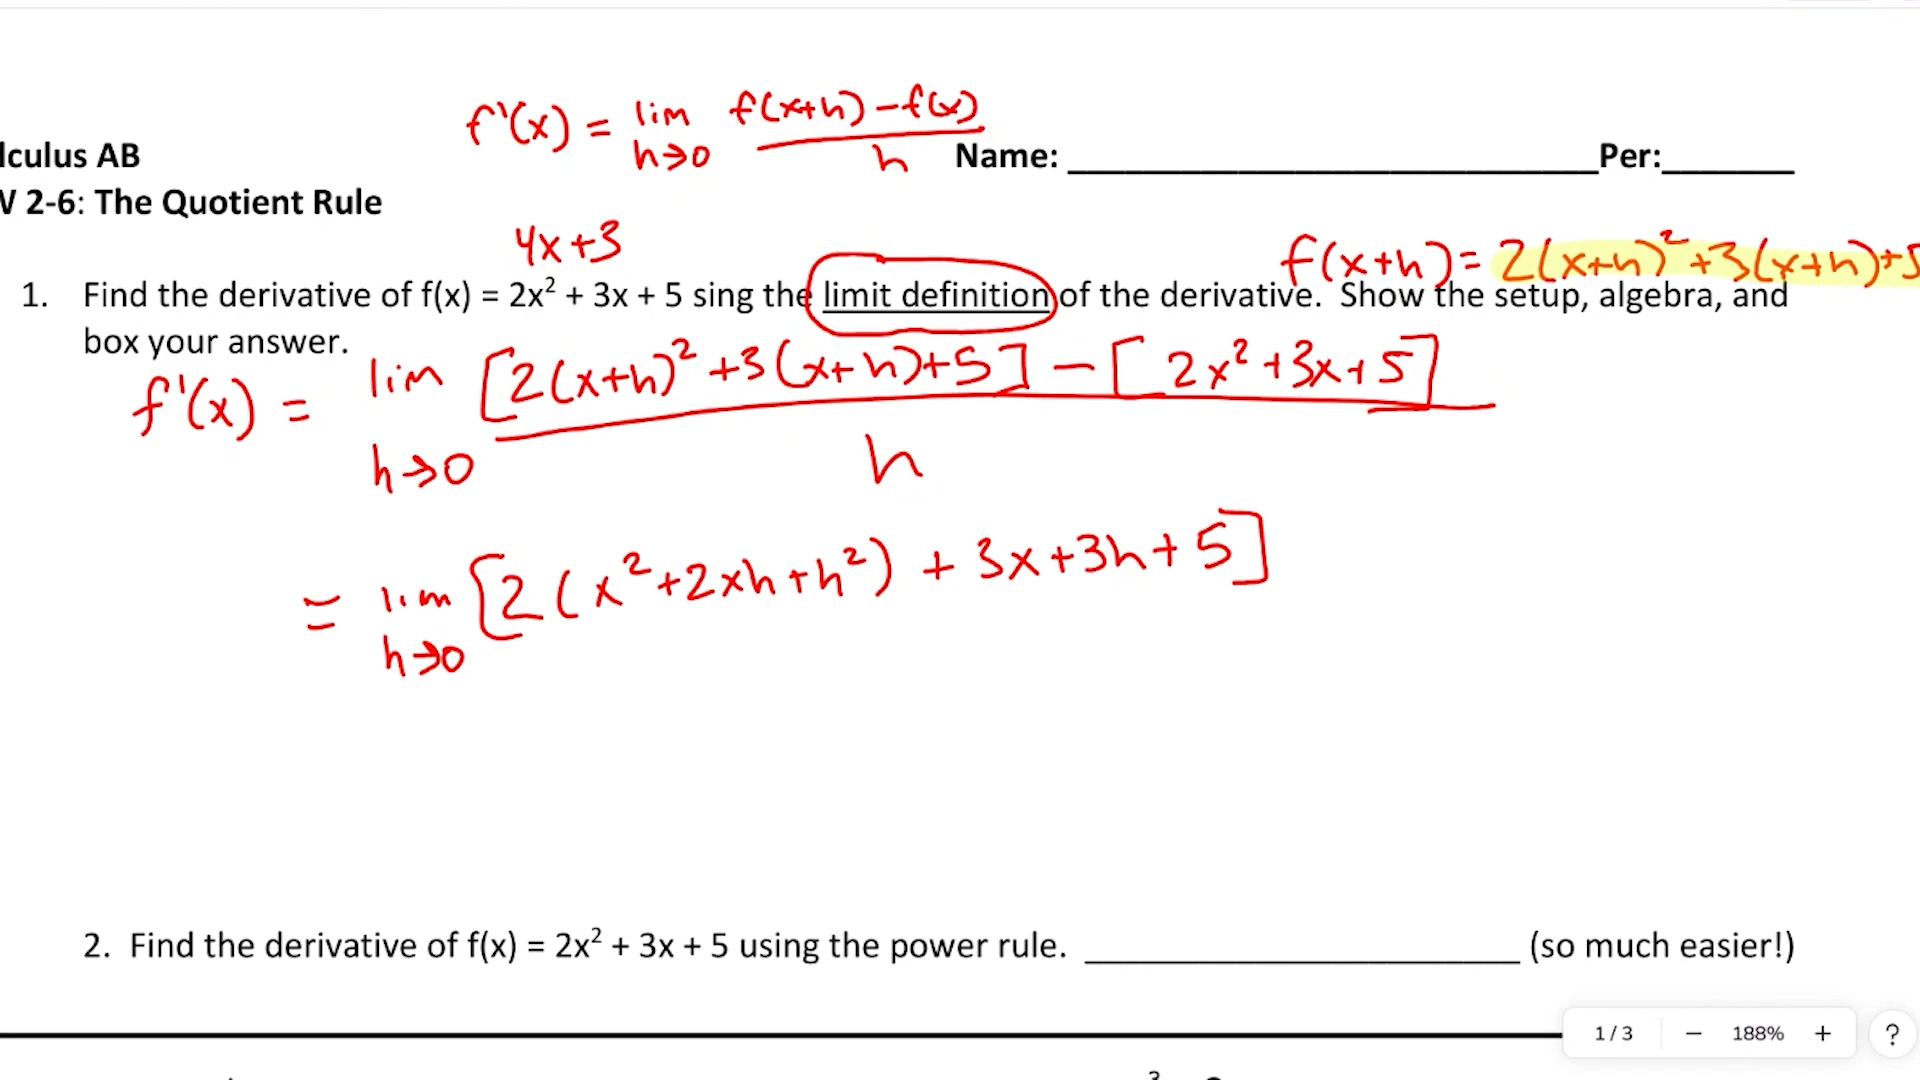 f'(x) = lim h→0 f(x+h) − f(x) / h
lculus AB Name: ____________________ Per: _____
2-6: The Quotient Rule
4x+3
f(x+h) = 2(x+h)² + 3(x+h)+5
1. Find the derivative of f(x) = 2x² + 3x + 5 sing the limit definition of the derivative. Show the setup, algebra, and
box your answer.
f'(x) = lim h→0 [2(x+h)² + 3(x+h)+5] − [2x² + 3x + 5] / h
= lim h→0 [2(x² + 2xh + h²) + 3x + 3h + 5]
2. Find the derivative of f(x) = 2x² + 3x + 5 using the power rule. ____________________ (so much easier!)
1 / 3 − 188% + ?